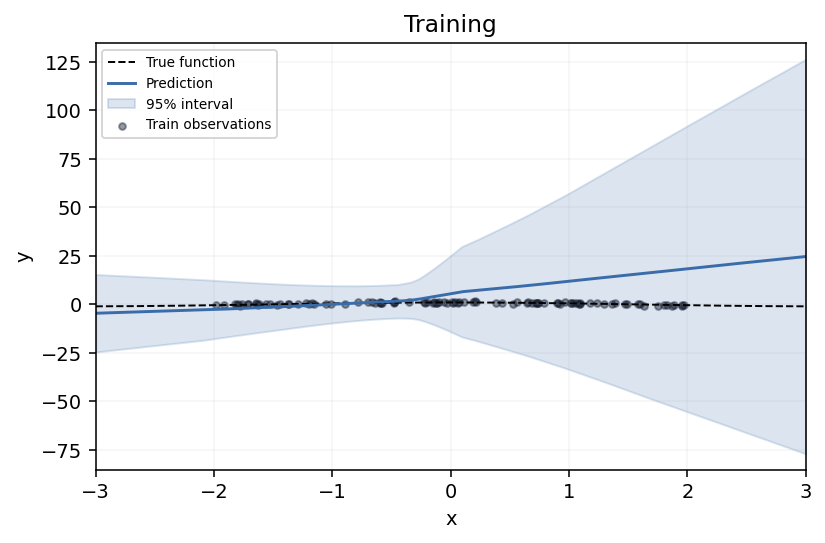 Training
True function
Prediction
95% interval
Train observations
y
125
100
75
50
25
0
−25
−50
−75
−3
−2
−1
0
1
2
3
x